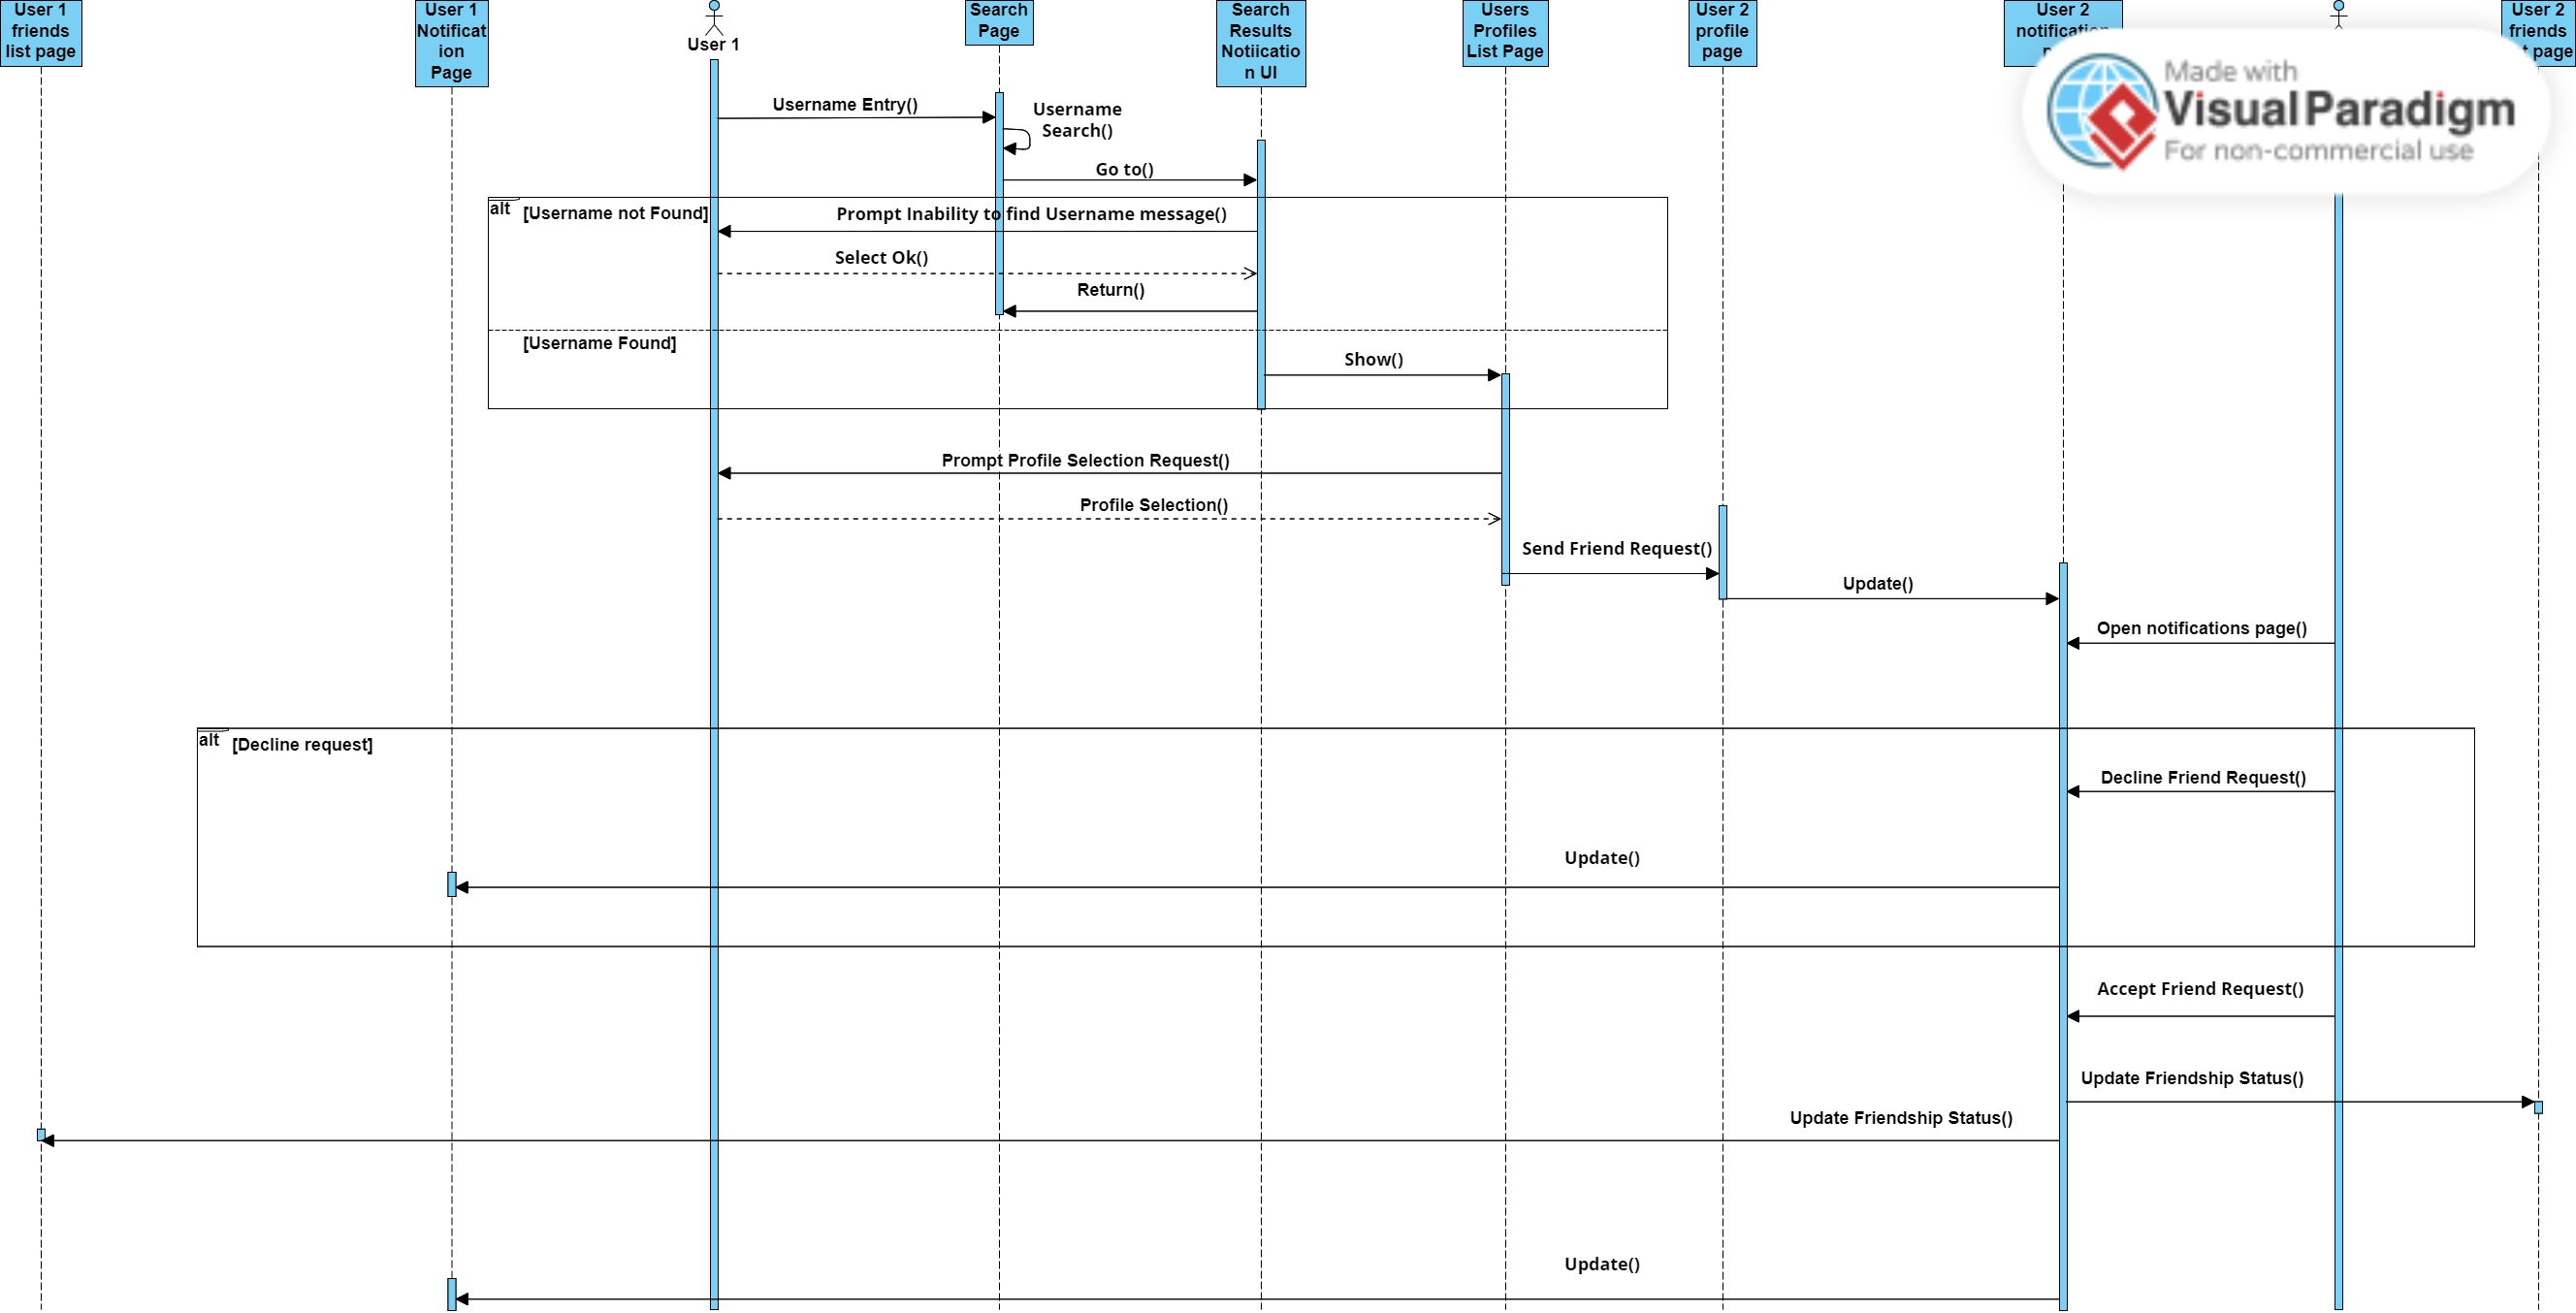 User 1
friends
list page
User 1
Notificat
ion
Page
User 1
Search
Page
Search
Results
Notiicatio
n UI
Users
Profiles
List Page
User 2
profile
page
User 2
notification
User 2
friends
page
Made with
Visual Paradigm
For non-commercial use
Username Entry()
Username
Search()
Go to()
alt
[Username not Found]
Prompt Inability to find Username message()
Select Ok()
Return()
[Username Found]
Show()
Prompt Profile Selection Request()
Profile Selection()
Send Friend Request()
Update()
Open notifications page()
alt
[Decline request]
Decline Friend Request()
Update()
Accept Friend Request()
Update Friendship Status()
Update Friendship Status()
Update()